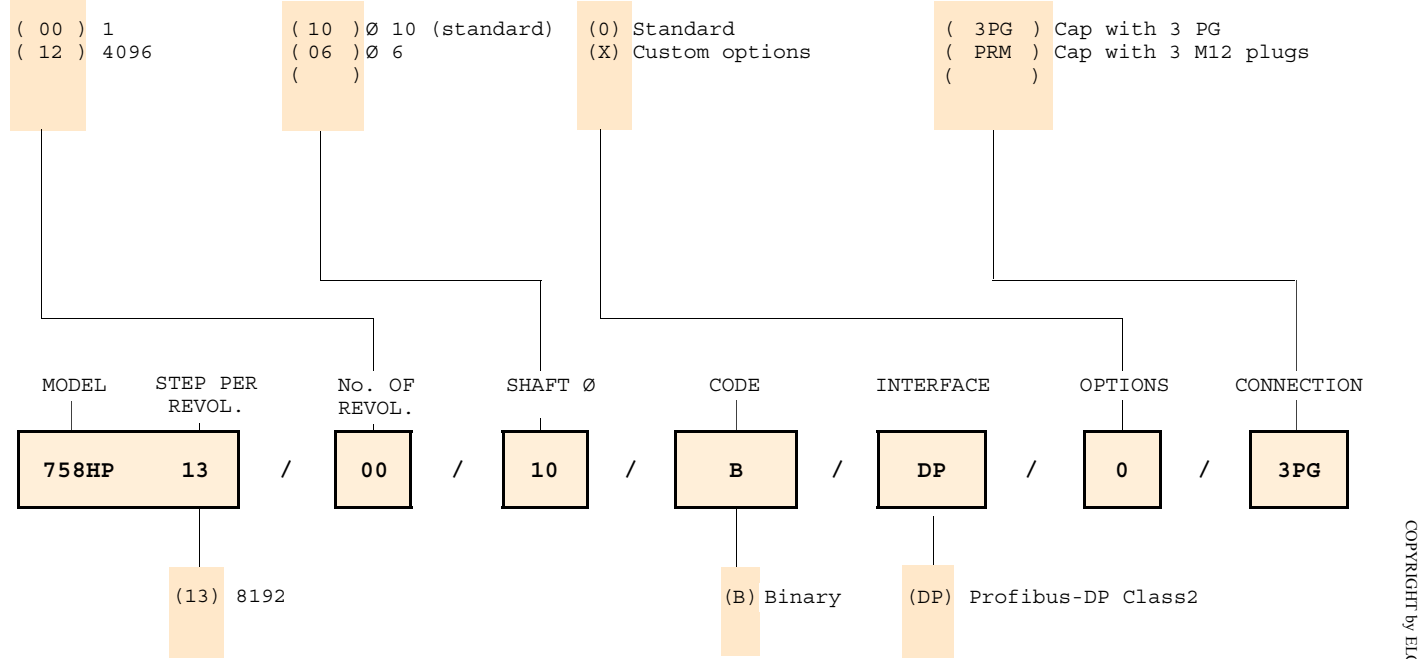 ( 00 ) 1
( 12 ) 4096
( 10 )Ø 10 (standard)
( 06 )Ø 6
( )
(0) Standard
(X) Custom options
( 3PG ) Cap with 3 PG
( PRM ) Cap with 3 M12 plugs
( )
MODEL
STEP PER
REVOL.
No. OF
REVOL.
SHAFT Ø
CODE
INTERFACE
OPTIONS
CONNECTION
758HP 13 / 00 / 10 / B / DP / 0 / 3PG
(13) 8192
(B) Binary
(DP) Profibus-DP Class2
COPYRIGHT by